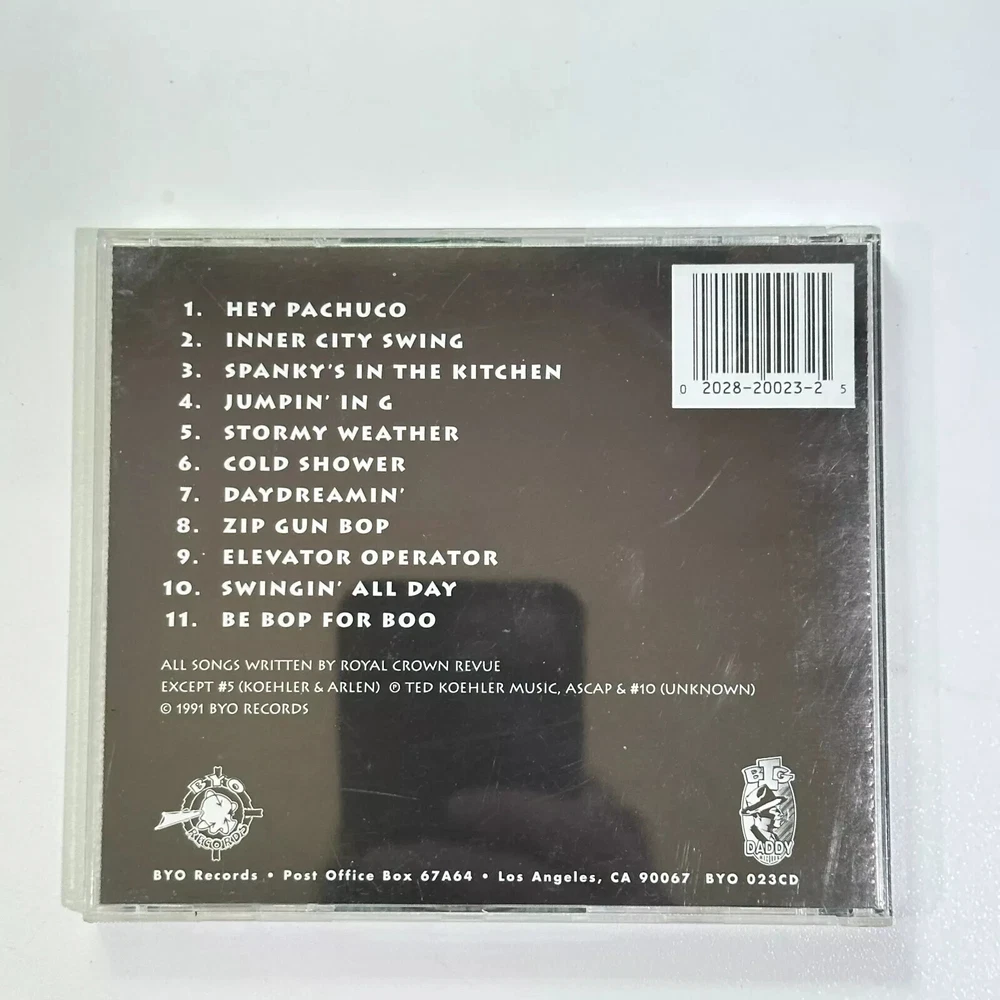 1. HEY PACHUCO
2. INNER CITY SWING
3. SPANKY'S IN THE KITCHEN
4. JUMPIN' IN G
5. STORMY WEATHER
6. COLD SHOWER
7. DAYDREAMIN'
8. ZIP GUN BOP
9. ELEVATOR OPERATOR
10. SWINGIN' ALL DAY
11. BE BOP FOR BOO
0 2028-20023-2 5
ALL SONGS WRITTEN BY ROYAL CROWN REVUE
EXCEPT #5 (KOEHLER & ARLEN) ℗ TED KOEHLER MUSIC, ASCAP & #10 (UNKNOWN)
© 1991 BYO RECORDS
BYO
RECORDS
BIG
DADDY
BYO Records • Post Office Box 67A64 • Los Angeles, CA 90067 BYO 023CD